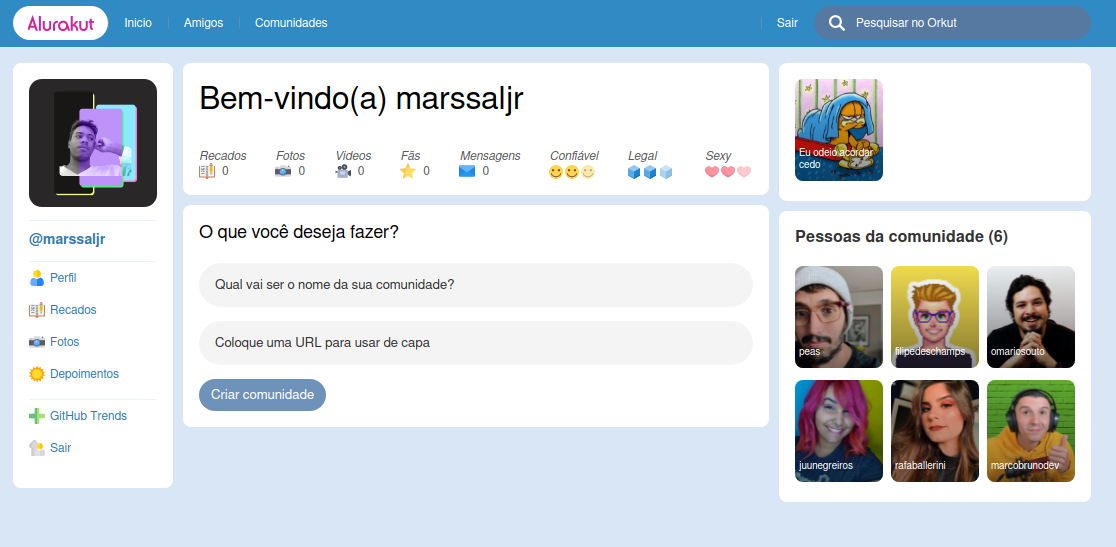 Alurakut
Inicio
Amigos
Comunidades
Sair
Pesquisar no Orkut
@marssaljr
Perfil
Recados
Fotos
Depoimentos
GitHub Trends
Sair
Bem-vindo(a) marssaljr
Recados
0
Fotos
0
Videos
0
Fãs
0
Mensagens
0
Confiável
Legal
Sexy
O que você deseja fazer?
Qual vai ser o nome da sua comunidade?
Coloque uma URL para usar de capa
Criar comunidade
Eu odeio acordar
cedo
Pessoas da comunidade (6)
peas
filipedeschamps
omariosouto
juunegreiros
rafaballerini
marcobrunodev